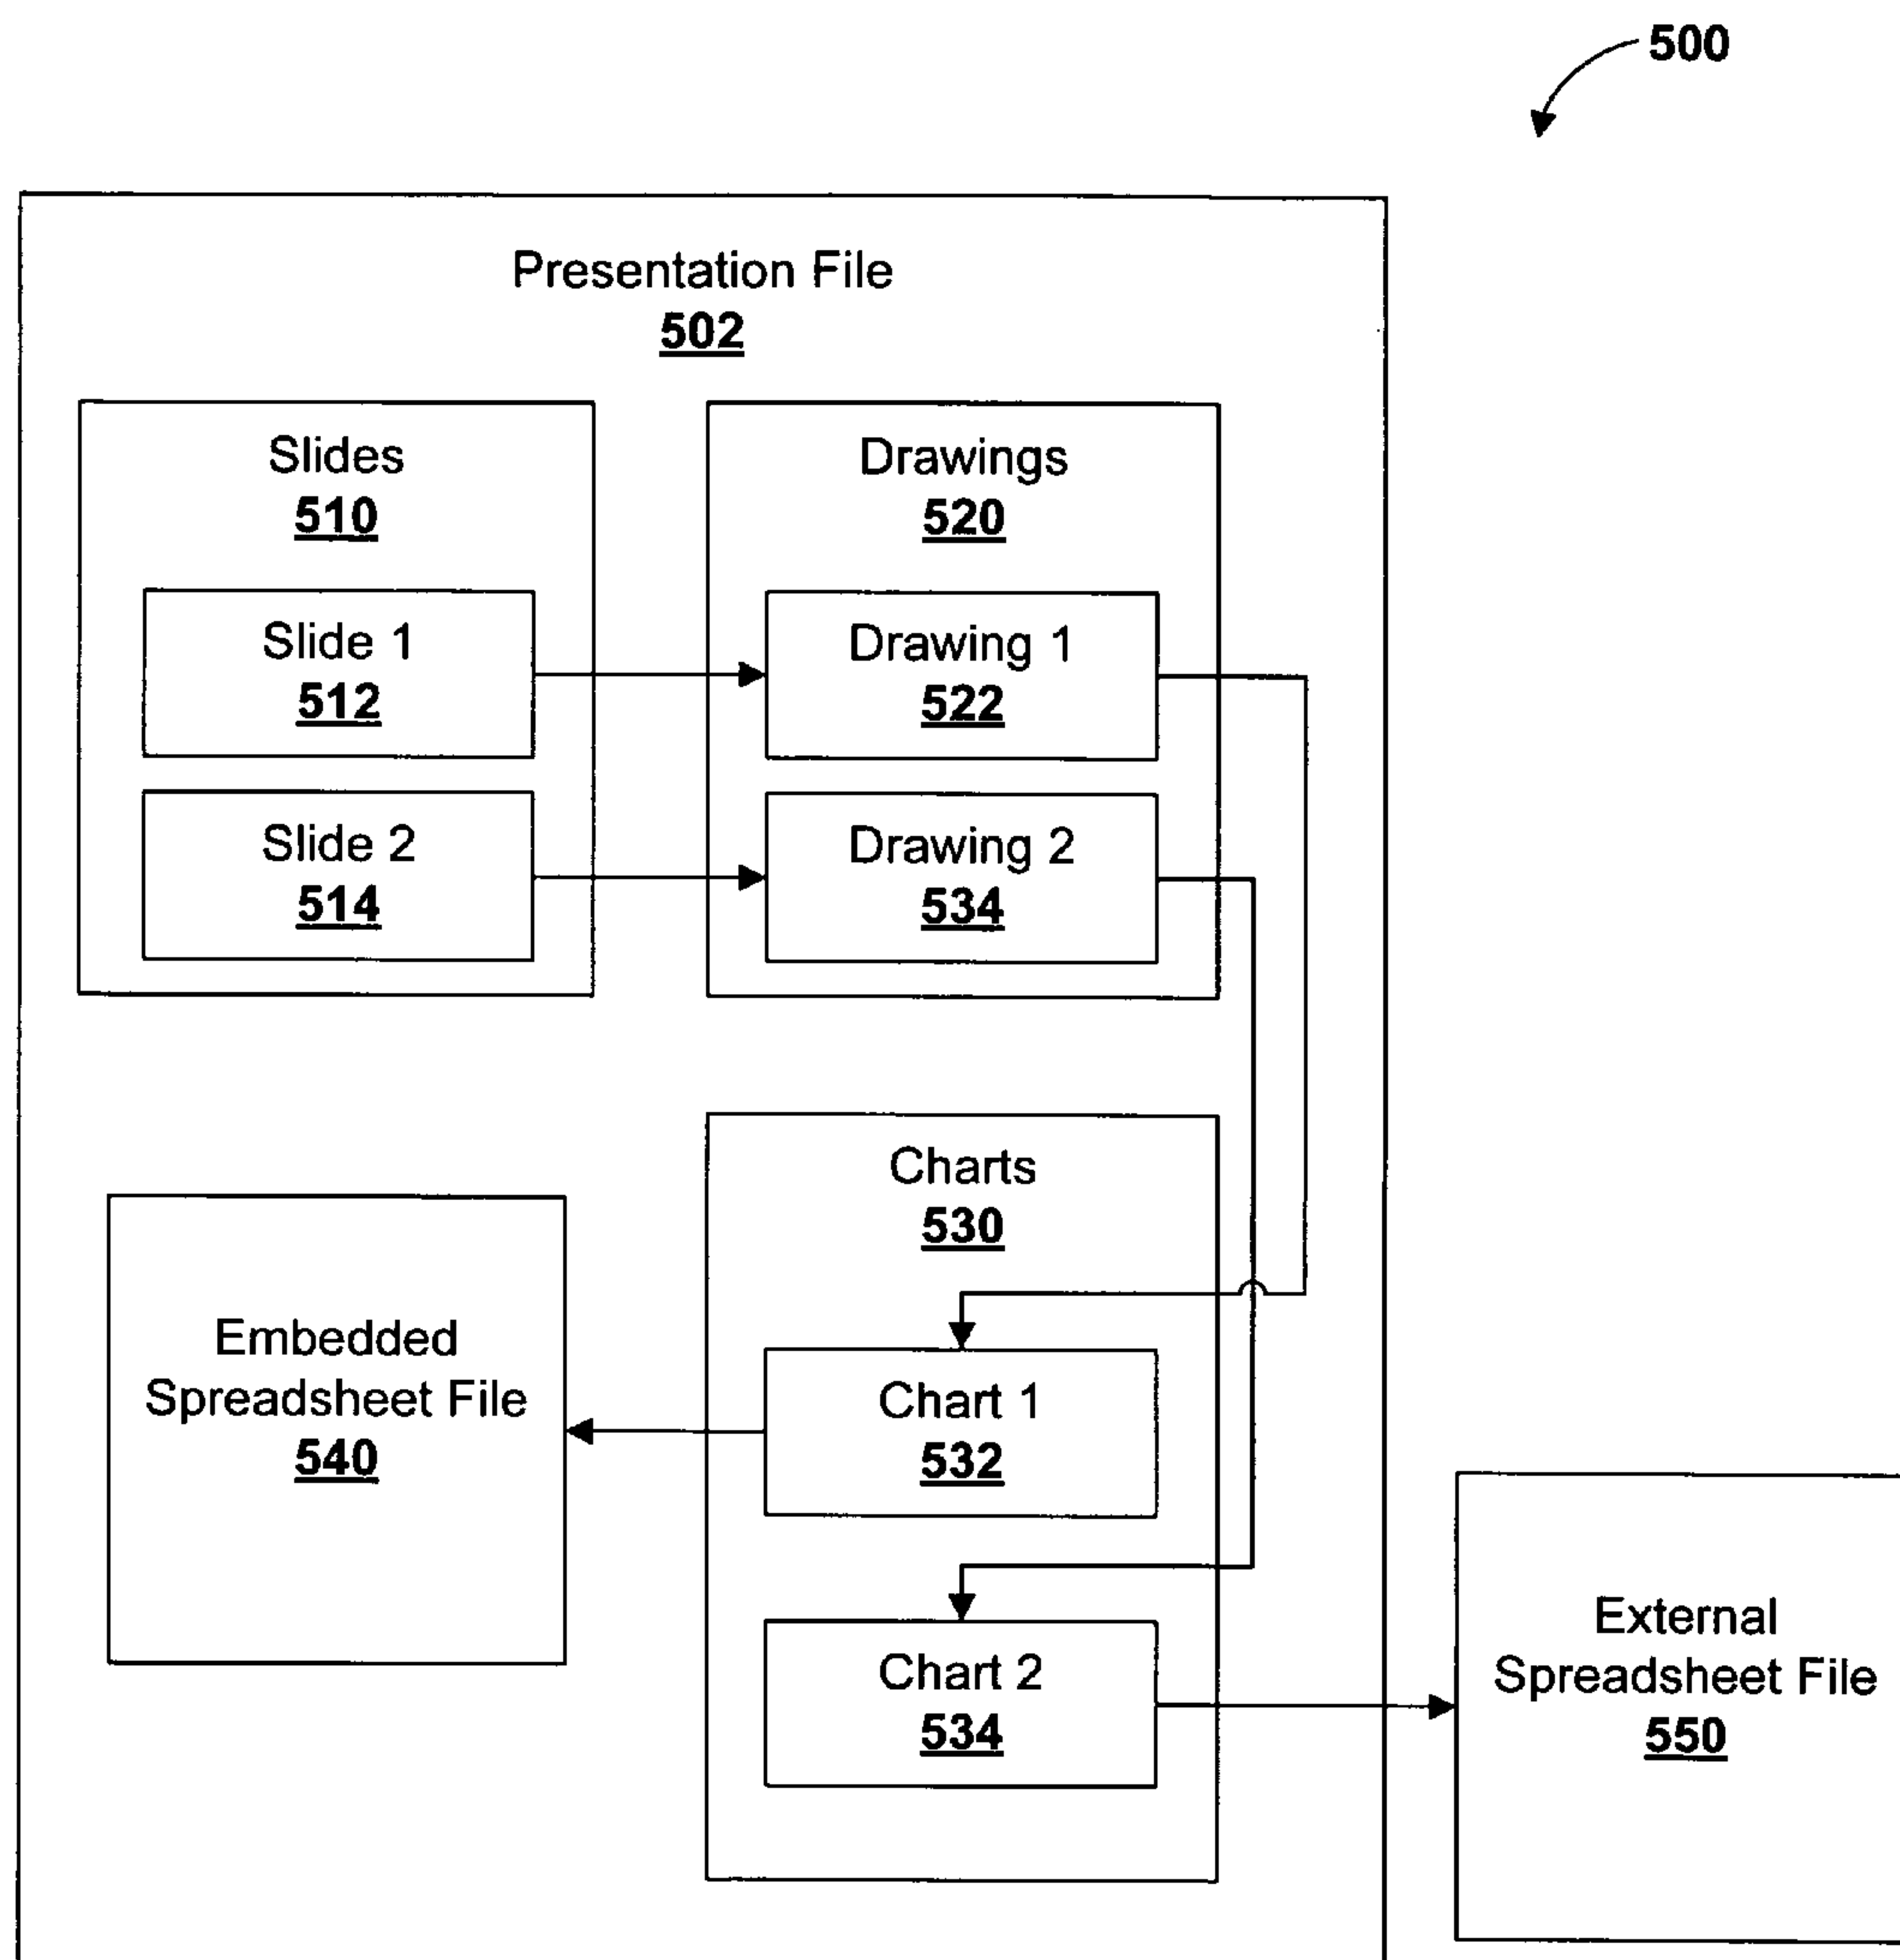 500
Presentation File
502
Slides
510
Slide 1
512
Slide 2
514
Drawings
520
Drawing 1
522
Drawing 2
534
Charts
530
Chart 1
532
Chart 2
534
Embedded
Spreadsheet File
540
External
Spreadsheet File
550